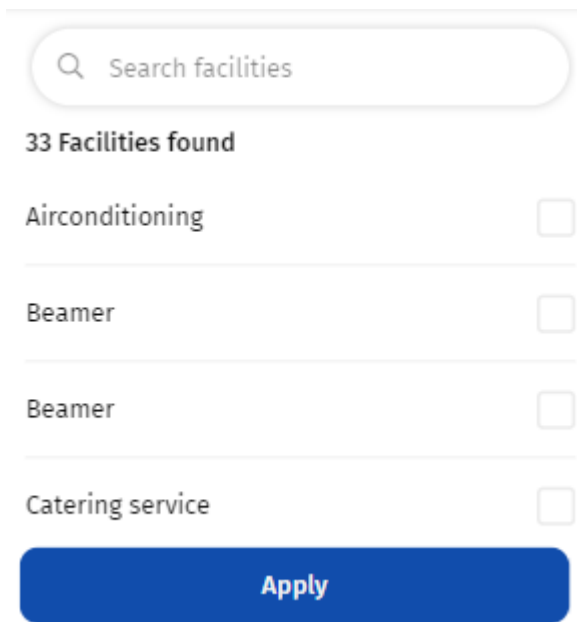 Search facilities
33 Facilities found
Airconditioning
Beamer
Beamer
Catering service
Apply